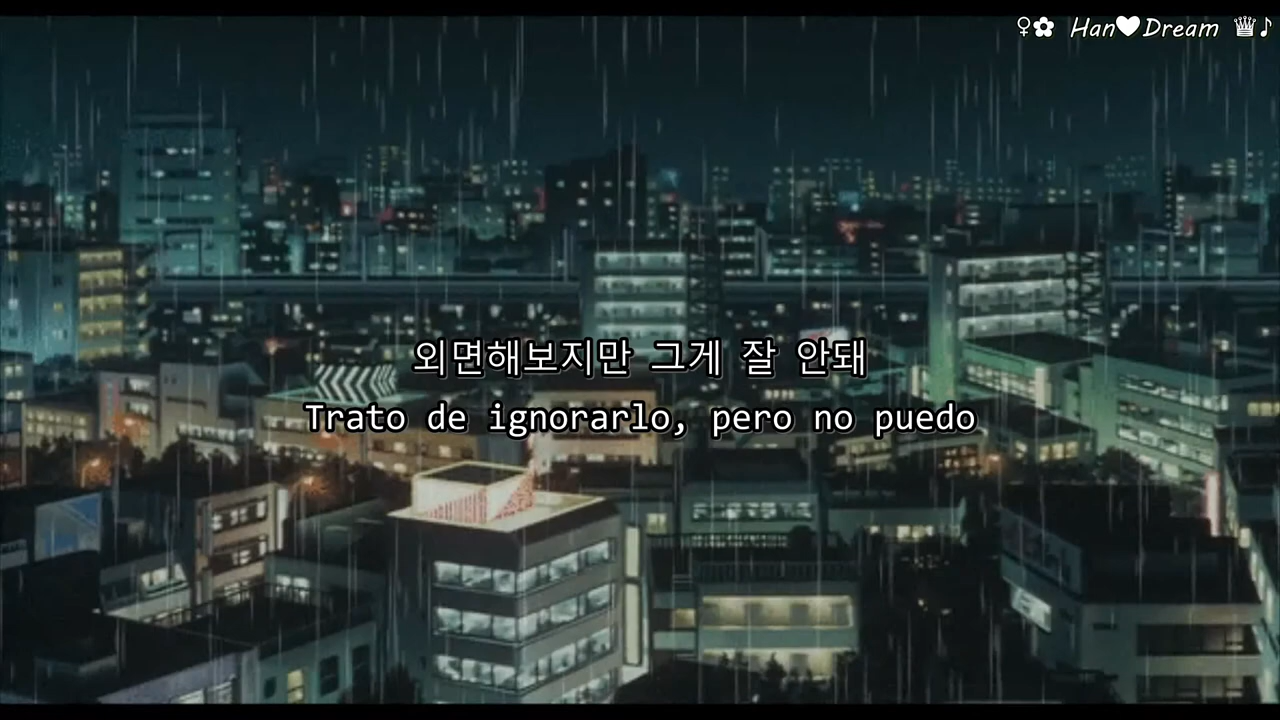 ♀✿ Han♥Dream ♛♪
외면해보지만 그게 잘 안돼
Trato de ignorarlo, pero no puedo